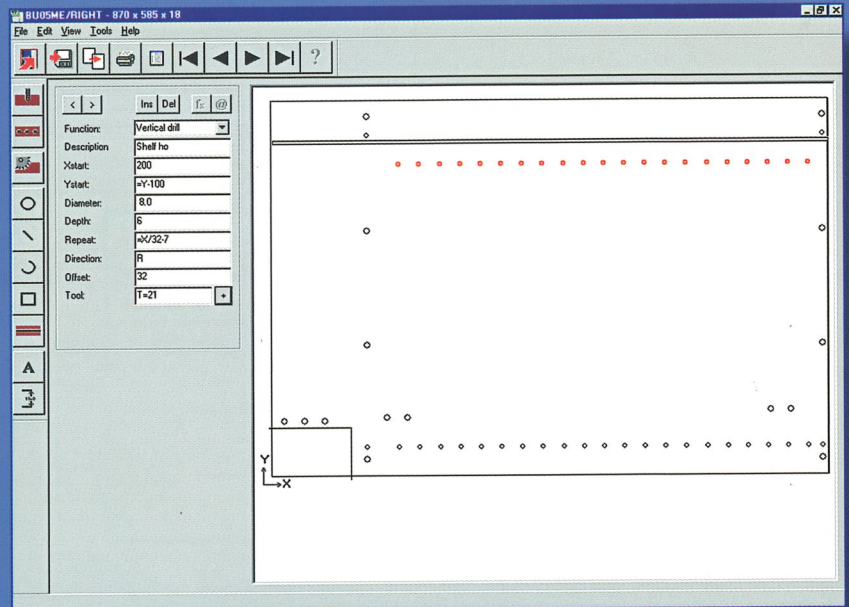 BU05ME/RIGHT - 870 x 585 x 18
File Edit View Tools Help
?
< > Ins Del fx @
Function: Vertical drill
Description Shelf ho
Xstart: 200
Ystart: =Y-100
Diameter: 8.0
Depth: 6
Repeat: =X/32-7
Direction: R
Offset: 32
Tool: T=21 +
A
Y
X